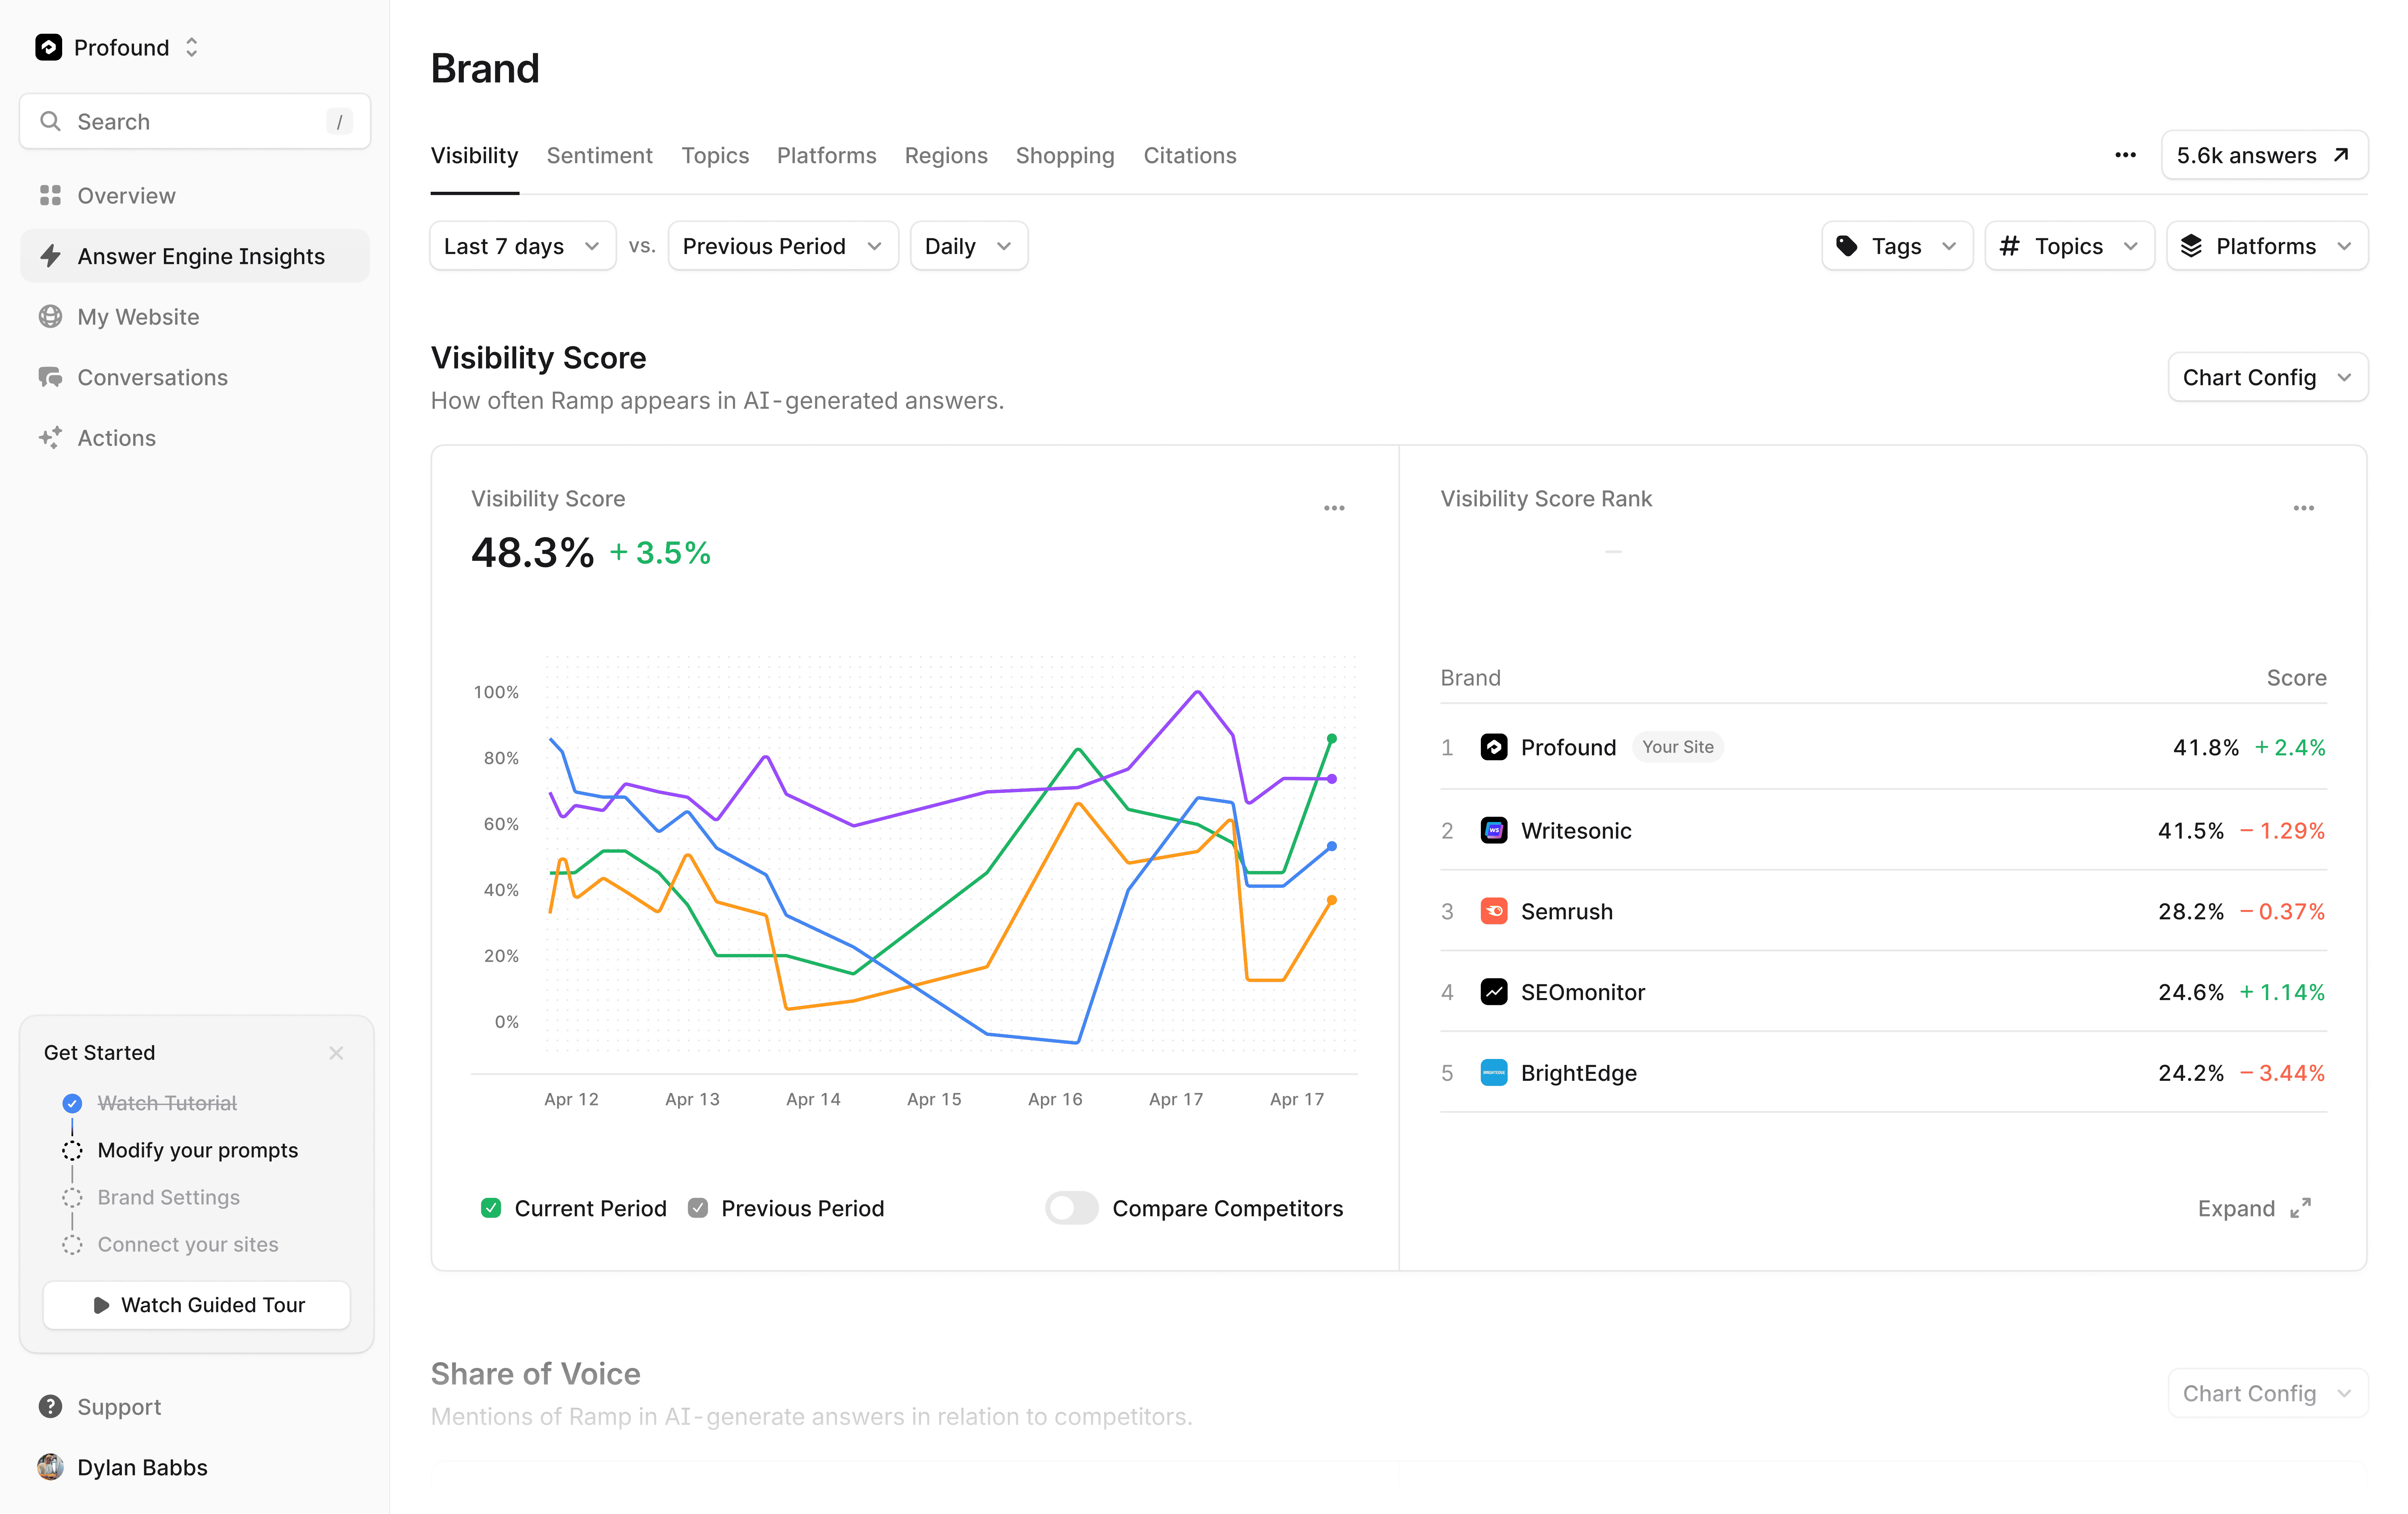 Profound
Search /
Overview
Answer Engine Insights
My Website
Conversations
Actions
Get Started
Watch Tutorial
Modify your prompts
Brand Settings
Connect your sites
Watch Guided Tour
Support
Dylan Babbs
Brand
Visibility Sentiment Topics Platforms Regions Shopping Citations
5.6k answers
Last 7 days vs. Previous Period Daily
Tags # Topics Platforms
Visibility Score
How often Ramp appears in AI-generated answers.
Chart Config
Visibility Score
48.3% + 3.5%
100%
80%
60%
40%
20%
0%
Apr 12 Apr 13 Apr 14 Apr 15 Apr 16 Apr 17 Apr 17
Current Period Previous Period Compare Competitors
Visibility Score Rank
–
Brand Score
1 Profound Your Site 41.8% + 2.4%
2 WS Writesonic 41.5% – 1.29%
3 Semrush 28.2% – 0.37%
4 SEOmonitor 24.6% + 1.14%
5 BRIGHTEDGE BrightEdge 24.2% – 3.44%
Expand
Share of Voice
Mentions of Ramp in AI-generate answers in relation to competitors.
Chart Config